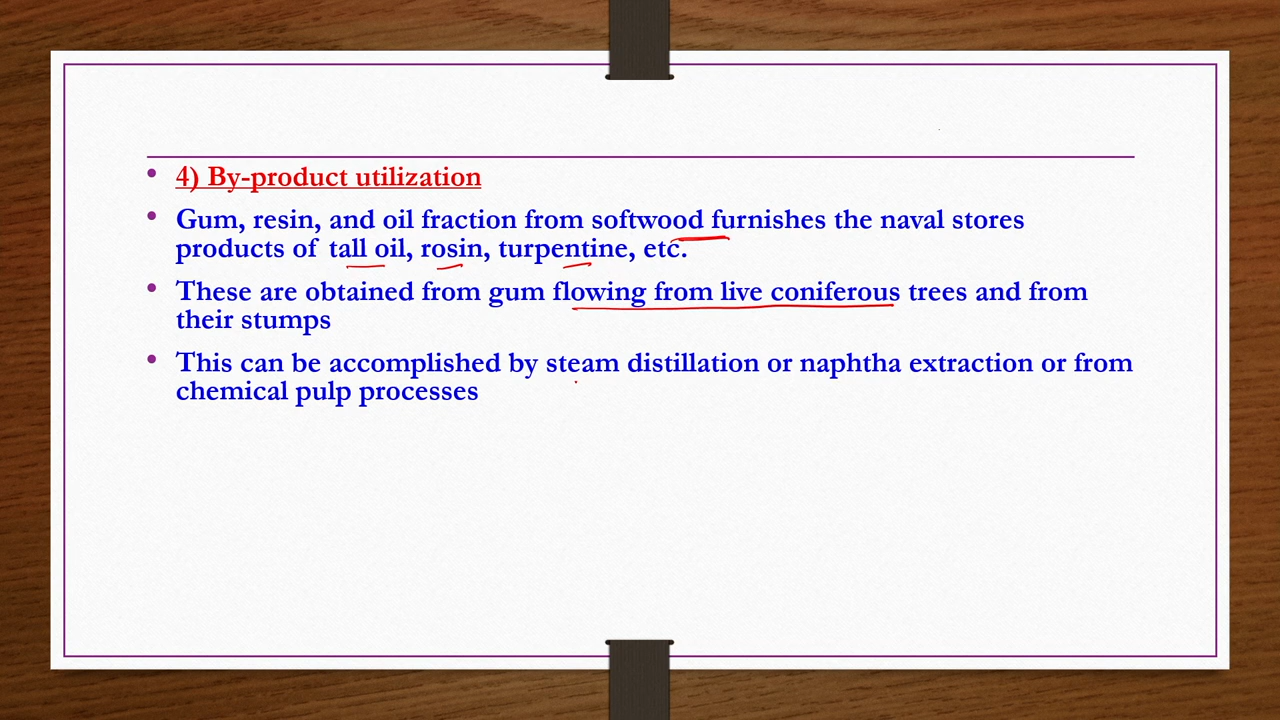 • 4) By-product utilization
• Gum, resin, and oil fraction from softwood furnishes the naval stores
products of tall oil, rosin, turpentine, etc.
• These are obtained from gum flowing from live coniferous trees and from
their stumps
• This can be accomplished by steam distillation or naphtha extraction or from
chemical pulp processes